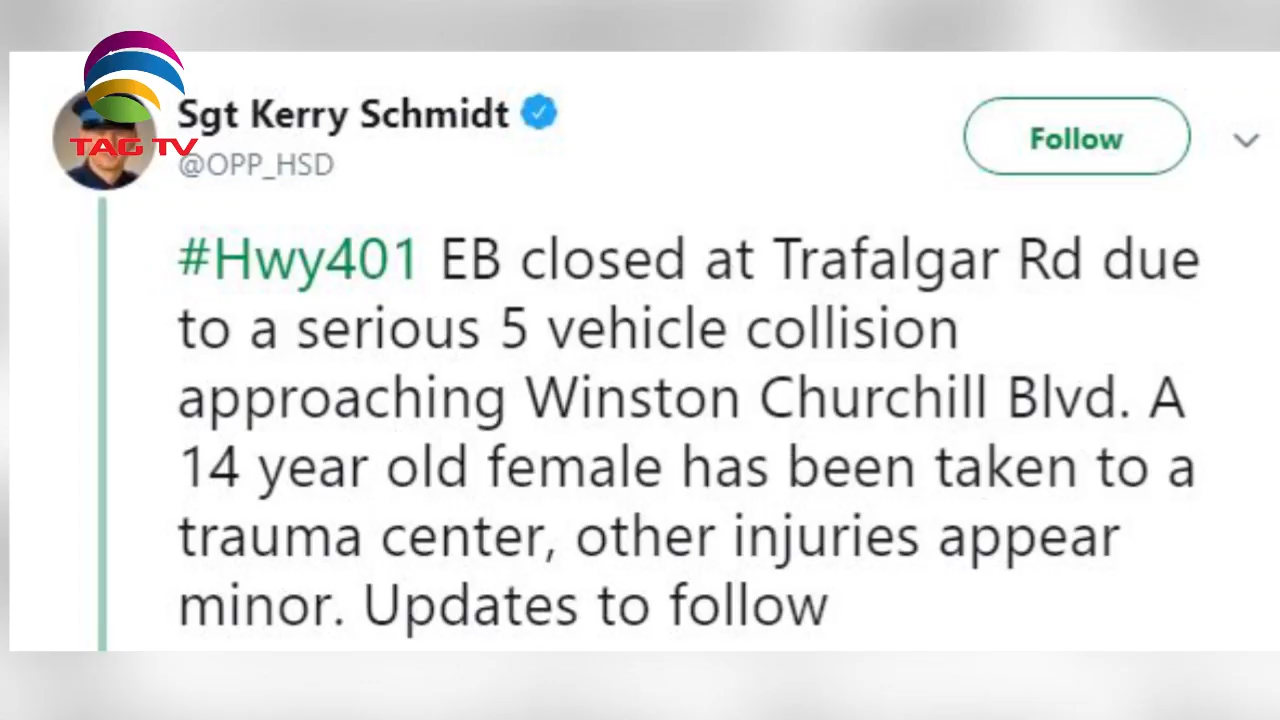 TAG TV
Sgt Kerry Schmidt
@OPP_HSD
Follow
#Hwy401 EB closed at Trafalgar Rd due
to a serious 5 vehicle collision
approaching Winston Churchill Blvd. A
14 year old female has been taken to a
trauma center, other injuries appear
minor. Updates to follow